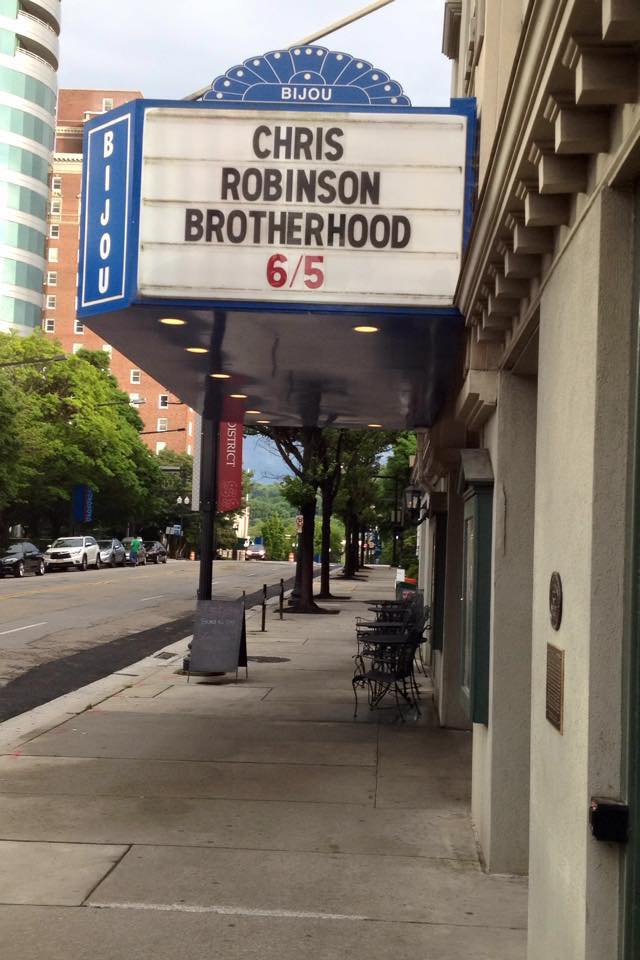 BIJOU
BIJOU
CHRIS
ROBINSON
BROTHERHOOD
6/5
DISTRICT